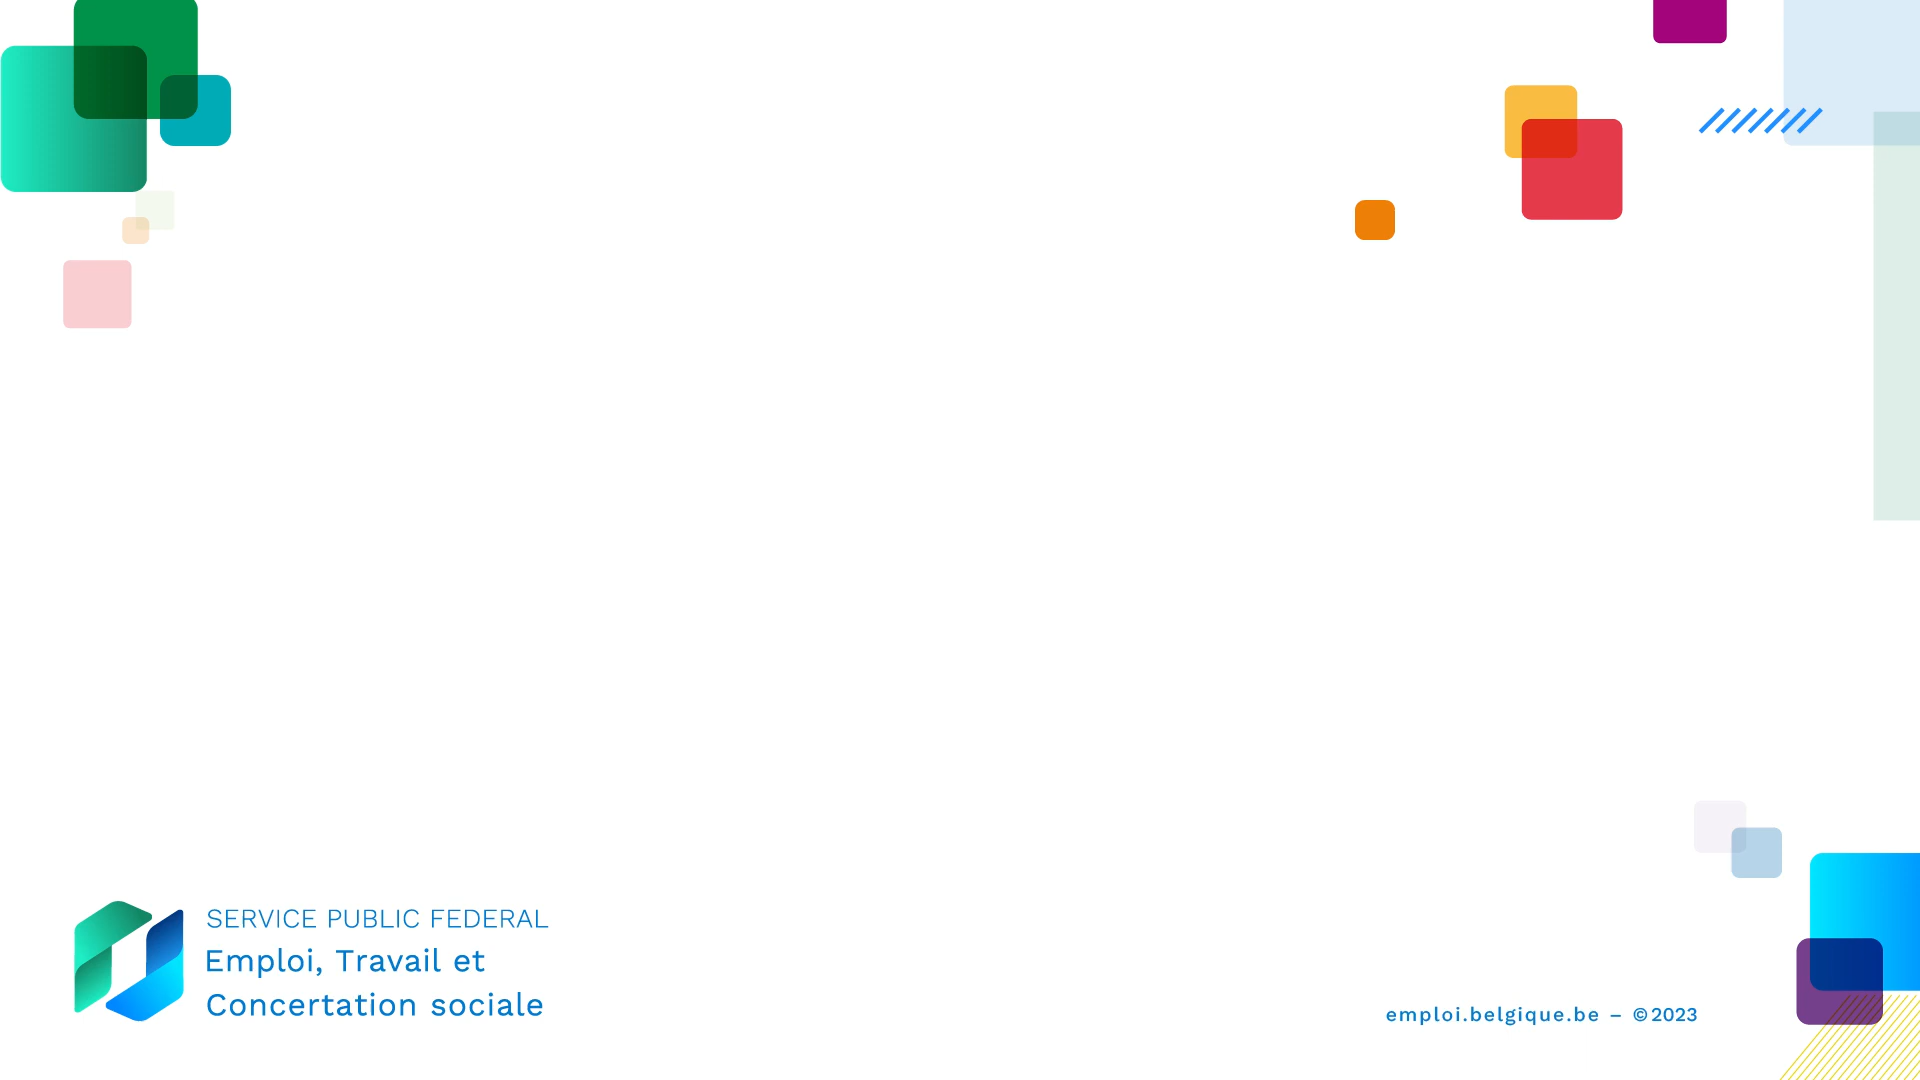 SERVICE PUBLIC FEDERAL
Emploi, Travail et
Concertation sociale
emploi.belgique.be – ©2023